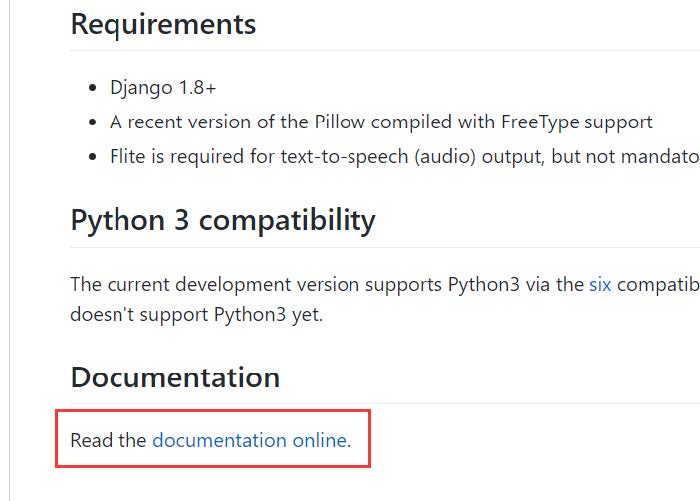 Requirements
• Django 1.8+
• A recent version of the Pillow compiled with FreeType support
• Flite is required for text-to-speech (audio) output, but not mandato
Python 3 compatibility
The current development version supports Python3 via the six compatib
doesn't support Python3 yet.
Documentation
Read the documentation online.